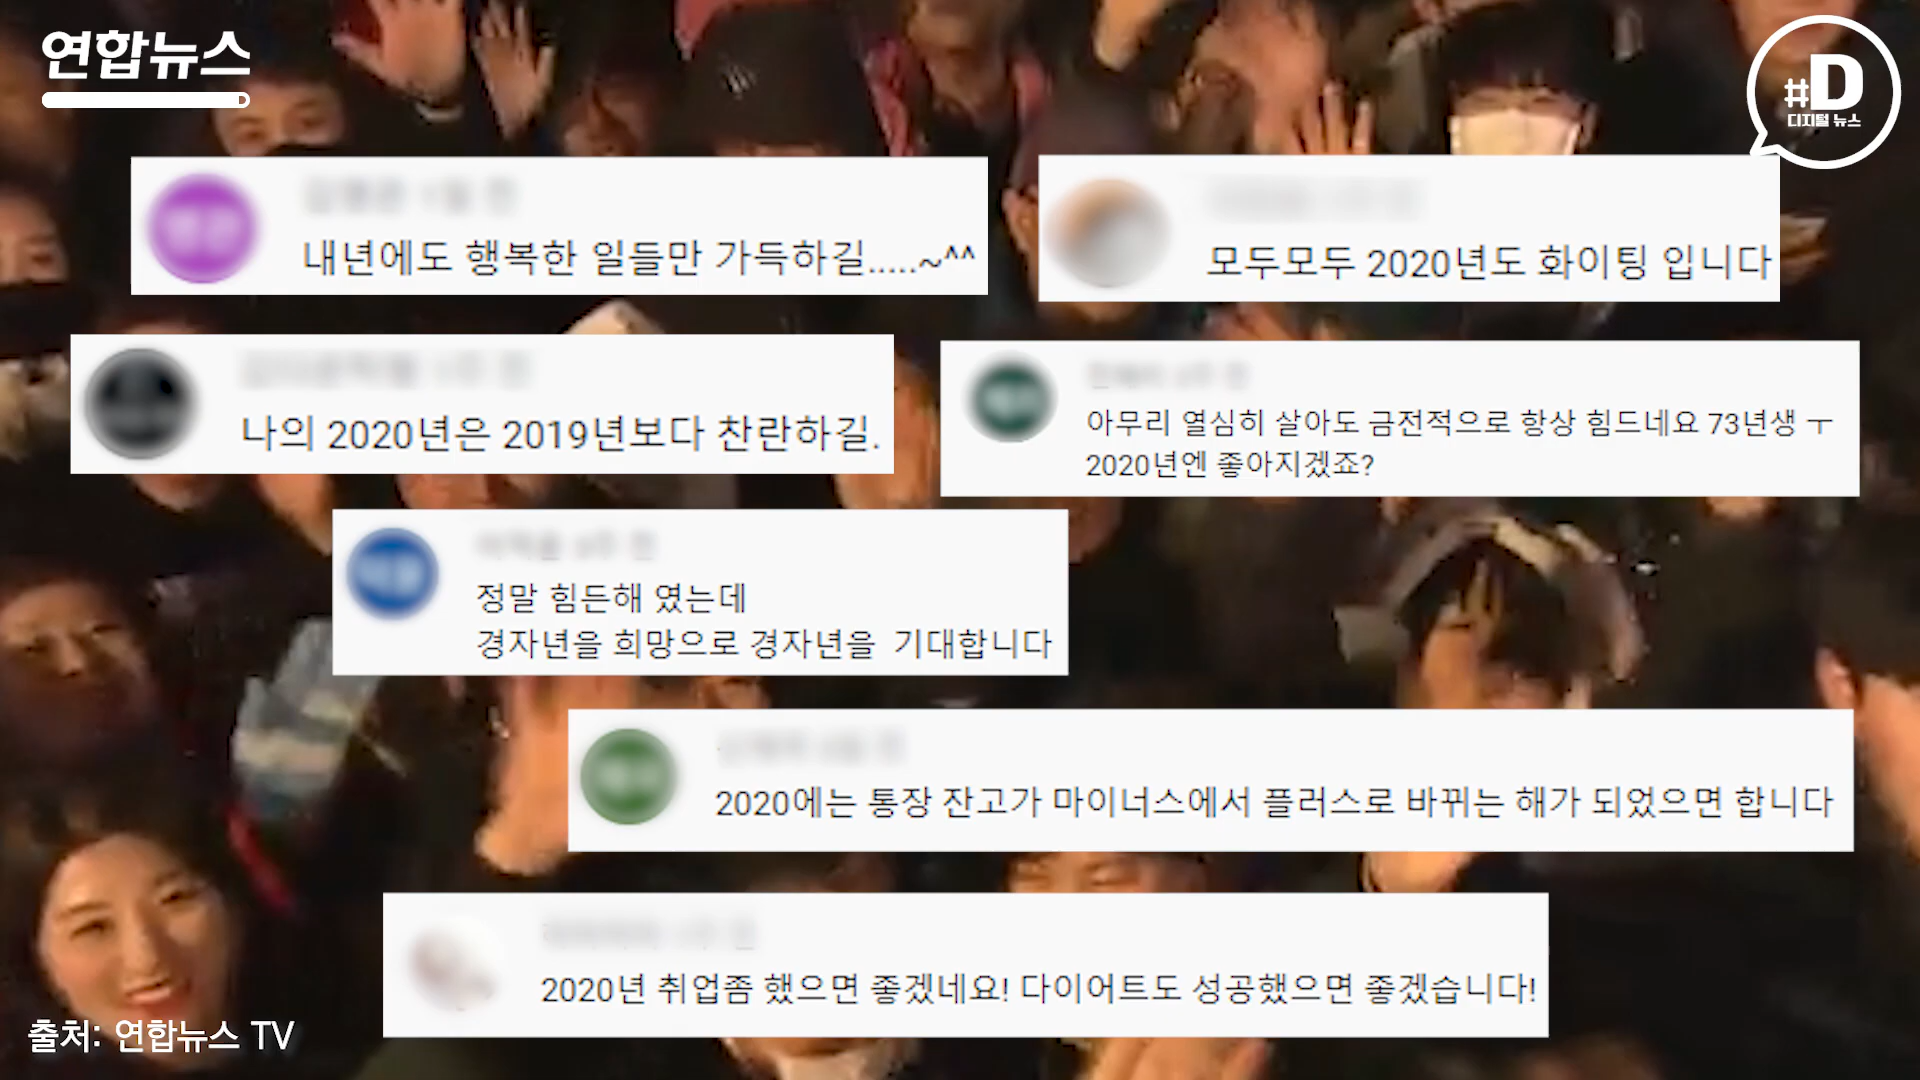 연합뉴스
#D
디지털 뉴스
내년에도 행복한 일들만 가득하길.....~^^
모두모두 2020년도 화이팅 입니다
나의 2020년은 2019년보다 찬란하길.
아무리 열심히 살아도 금전적으로 항상 힘드네요 73년생 ㅜ
2020년엔 좋아지겠죠?
정말 힘든해 였는데
경자년을 희망으로 경자년을 기대합니다
2020에는 통장 잔고가 마이너스에서 플러스로 바뀌는 해가 되었으면 합니다
2020년 취업좀 했으면 좋겠네요! 다이어트도 성공했으면 좋겠습니다!
출처: 연합뉴스 TV